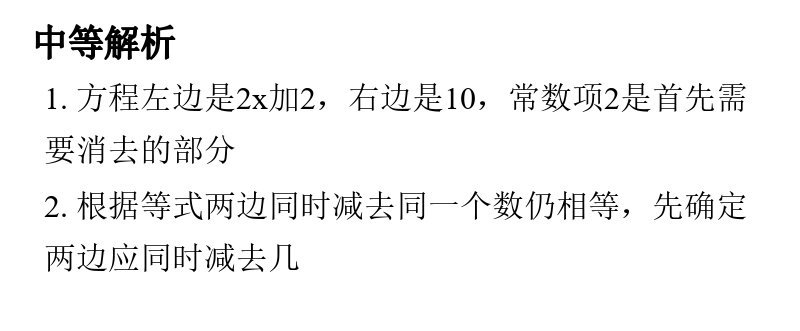 中等解析
1. 方程左边是2x加2，右边是10，常数项2是首先需
要消去的部分
2. 根据等式两边同时减去同一个数仍相等，先确定
两边应同时减去几